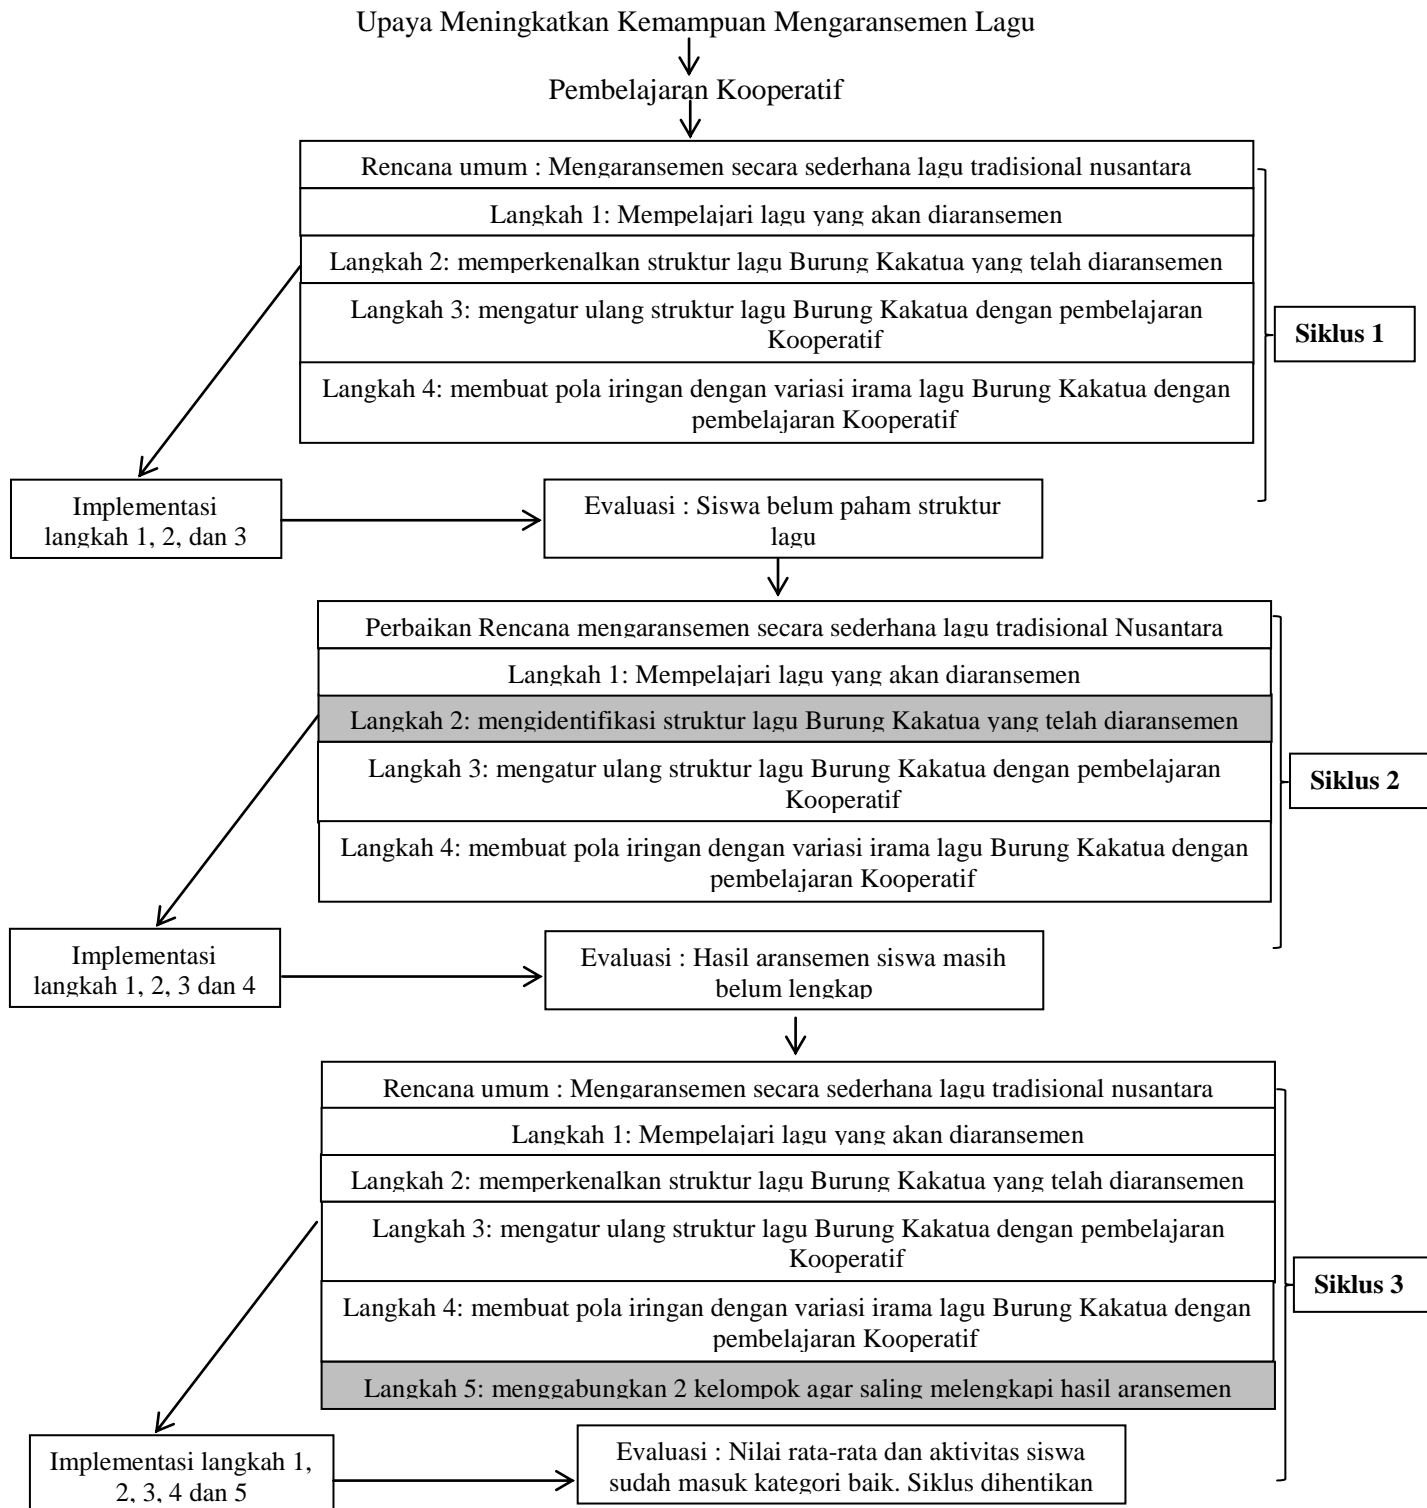 Upaya Meningkatkan Kemampuan Mengaransemen Lagu
Pembelajaran Kooperatif
Rencana umum : Mengaransemen secara sederhana lagu tradisional nusantara
Langkah 1: Mempelajari lagu yang akan diaransemen
Langkah 2: memperkenalkan struktur lagu Burung Kakatua yang telah diaransemen
Langkah 3: mengatur ulang struktur lagu Burung Kakatua dengan pembelajaran
Kooperatif
Langkah 4: membuat pola iringan dengan variasi irama lagu Burung Kakatua dengan
pembelajaran Kooperatif
Siklus 1
Implementasi
langkah 1, 2, dan 3
Evaluasi : Siswa belum paham struktur
lagu
Perbaikan Rencana mengaransemen secara sederhana lagu tradisional Nusantara
Langkah 1: Mempelajari lagu yang akan diaransemen
Langkah 2: mengidentifikasi struktur lagu Burung Kakatua yang telah diaransemen
Langkah 3: mengatur ulang struktur lagu Burung Kakatua dengan pembelajaran
Kooperatif
Langkah 4: membuat pola iringan dengan variasi irama lagu Burung Kakatua dengan
pembelajaran Kooperatif
Siklus 2
Implementasi
langkah 1, 2, 3 dan 4
Evaluasi : Hasil aransemen siswa masih
belum lengkap
Rencana umum : Mengaransemen secara sederhana lagu tradisional nusantara
Langkah 1: Mempelajari lagu yang akan diaransemen
Langkah 2: memperkenalkan struktur lagu Burung Kakatua yang telah diaransemen
Langkah 3: mengatur ulang struktur lagu Burung Kakatua dengan pembelajaran
Kooperatif
Langkah 4: membuat pola iringan dengan variasi irama lagu Burung Kakatua dengan
pembelajaran Kooperatif
Langkah 5: menggabungkan 2 kelompok agar saling melengkapi hasil aransemen
Siklus 3
Implementasi langkah 1,
2, 3, 4 dan 5
Evaluasi : Nilai rata-rata dan aktivitas siswa
sudah masuk kategori baik. Siklus dihentikan